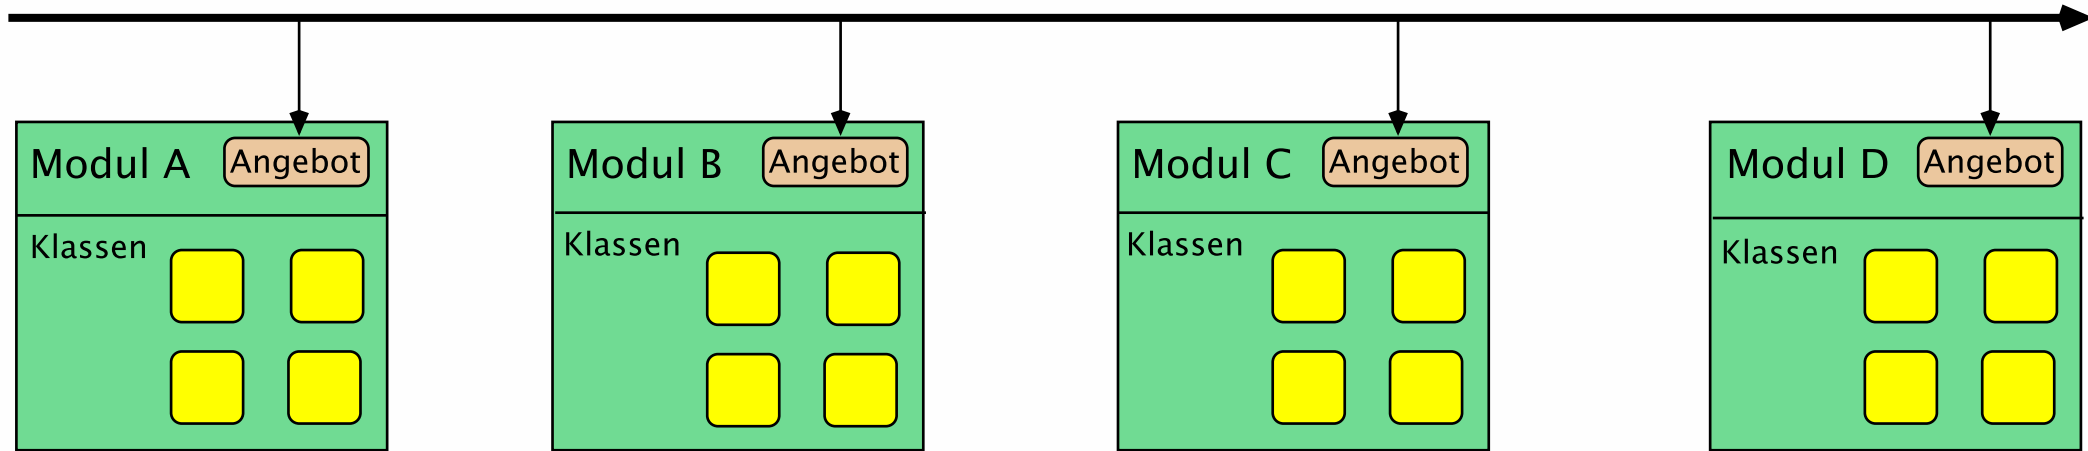 Modul A
Angebot
Klassen
Modul B
Angebot
Klassen
Modul C
Angebot
Klassen
Modul D
Angebot
Klassen